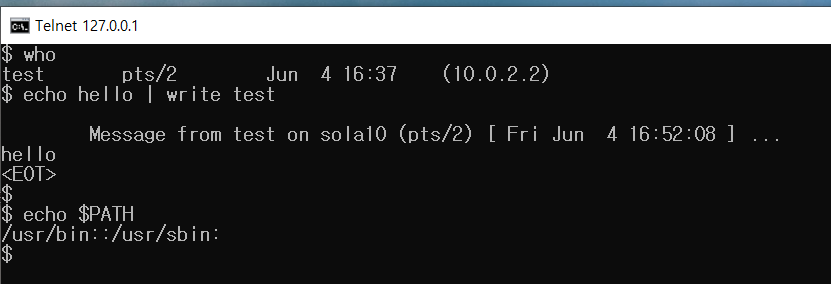 Telnet 127.0.0.1
$ who
test       pts/2        Jun  4 16:37    (10.0.2.2)
$ echo hello | write test

        Message from test on sola10 (pts/2) [ Fri Jun  4 16:52:08 ] ...
hello
<EOT>
$
$ echo $PATH
/usr/bin::/usr/sbin:
$